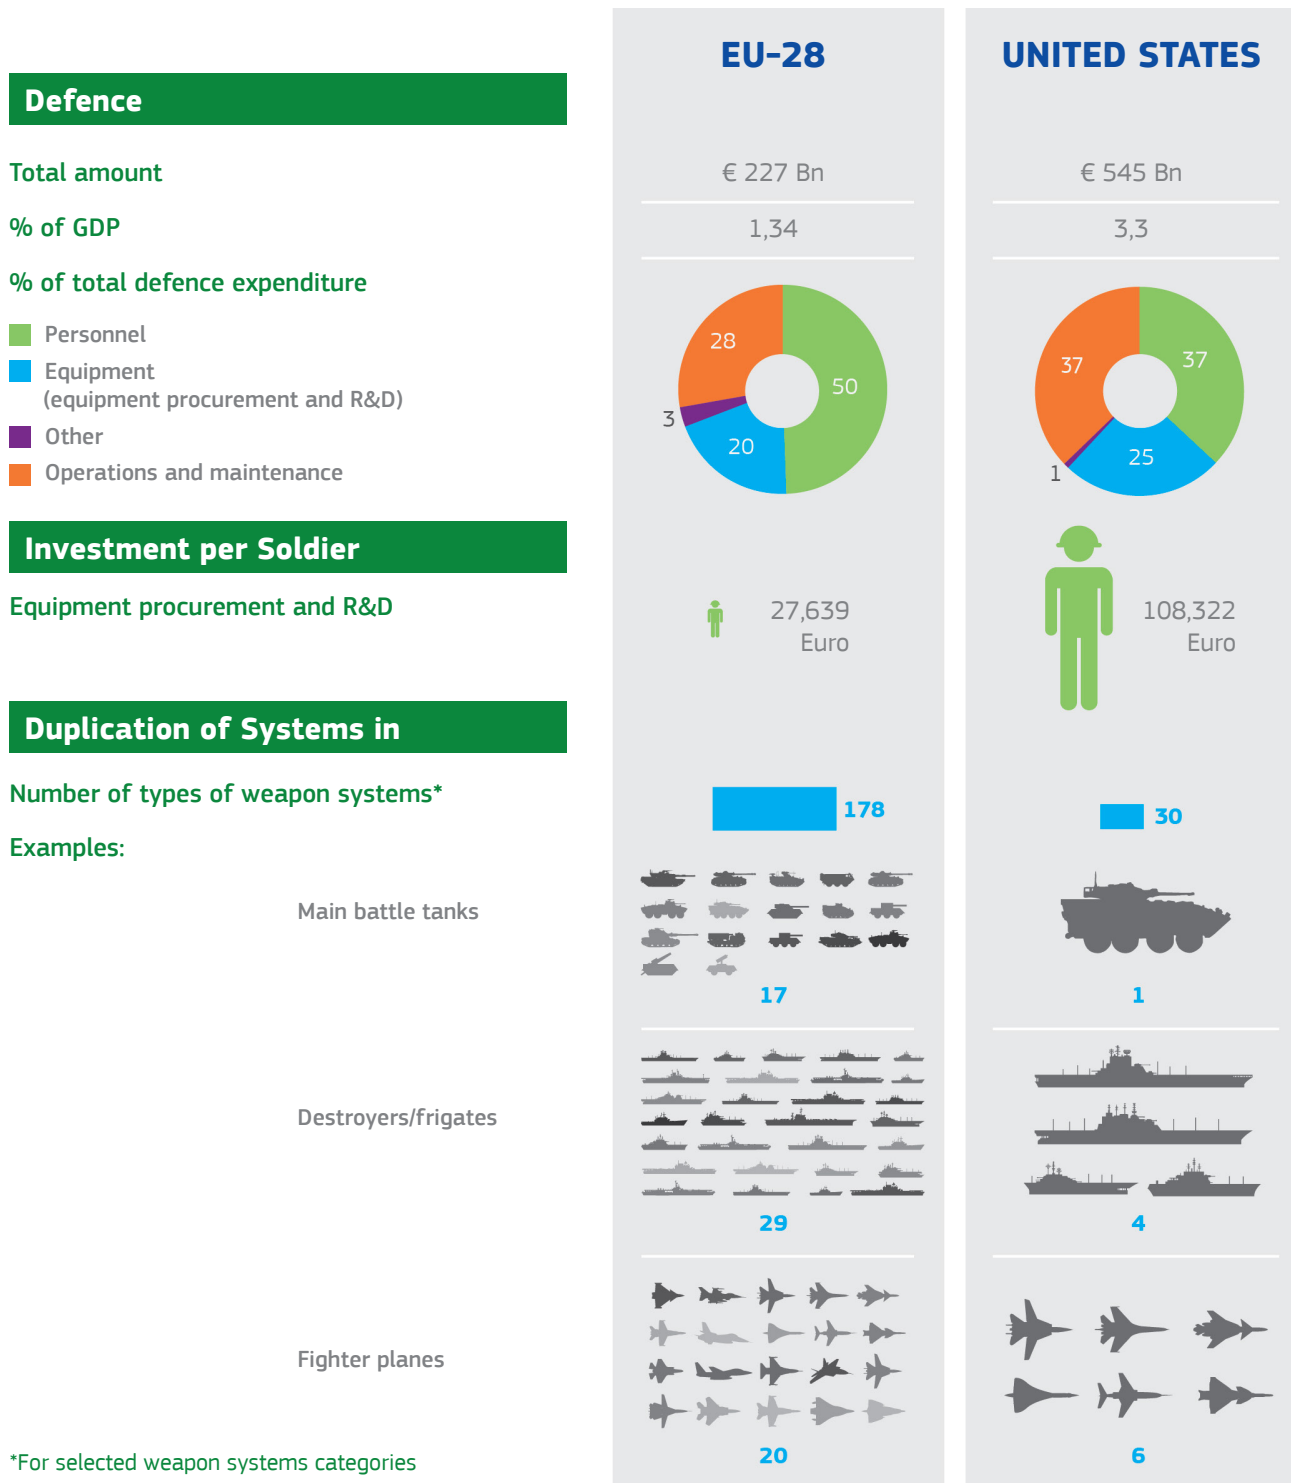 EU-28
UNITED STATES
Defence
Total amount
€ 227 Bn
€ 545 Bn
% of GDP
1,34
3,3
% of total defence expenditure
Personnel
Equipment
(equipment procurement and R&D)
Other
Operations and maintenance
28
50
3
20
37
37
25
1
Investment per Soldier
Equipment procurement and R&D
27,639
Euro
108,322
Euro
Duplication of Systems in
Number of types of weapon systems*
178
30
Examples:
Main battle tanks
17
1
Destroyers/frigates
29
4
Fighter planes
20
6
*For selected weapon systems categories